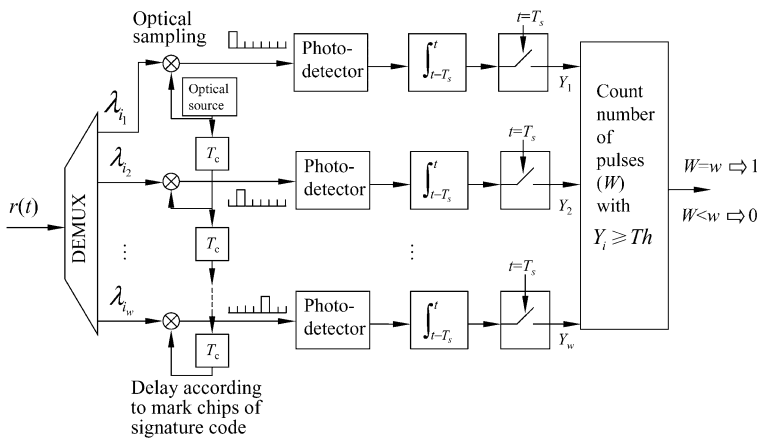 Optical
sampling
Photo-
detector
∫ t t−Ts
t=Ts
Y1
Optical
source
λi1
Tc
λi2
Photo-
detector
∫ t t−Ts
t=Ts
Y2
r(t)
DEMUX
Tc
⋮
⋮
λiw
Photo-
detector
∫ t t−Ts
t=Ts
Yw
Tc
Delay according
to mark chips of
signature code
Count
number
of
pulses
(W)
with
Yi ⩾ Th
W=w ⇨ 1
W<w ⇨ 0